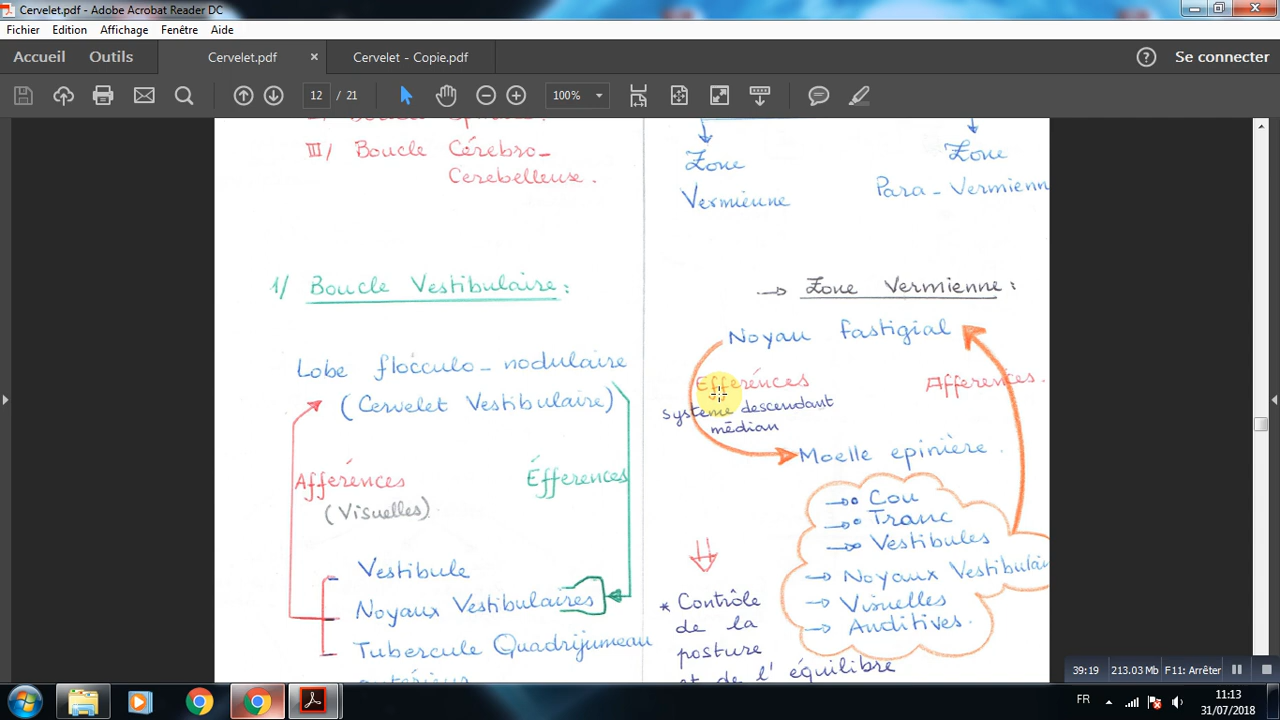 Cervelet.pdf - Adobe Acrobat Reader DC
Fichier Edition Affichage Fenêtre Aide
Accueil Outils Cervelet.pdf × Cervelet - Copie.pdf ? Se connecter
12 / 21 100%
III/ Boucle Cérébro-
Cerebelleuse.
Zone
Vermienne
Zone
Para-Vermienn
1/ Boucle Vestibulaire:
Lobe flocculo-nodulaire
(Cervelet Vestibulaire)
Afférences
(Visuelles)
Éfferences
Vestibule
Noyaux Vestibulaires
Tubercule Quadrijumeau
→ Zone Vermienne:
Noyau fastigial
Efferénces
système descendant
médian
Afferences.
Moelle epinière.
→ Cou
→ Tranc
→ Vestibules
→ Noyaux Vestibulai
→ Visuelles
→ Auditives.
* Contrôle
de la
posture
et de l'équilibre
39:19 213.03 Mb F11: Arrêter
FR
11:13
31/07/2018